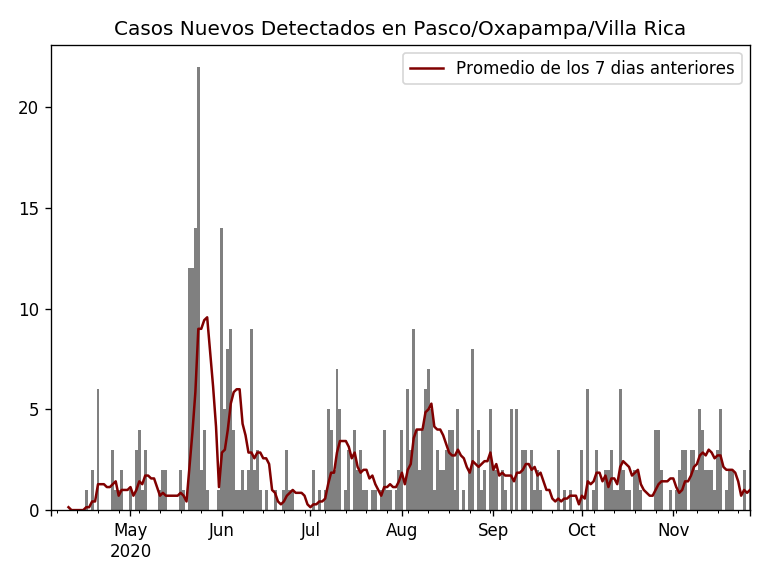 Casos Nuevos Detectados en Pasco/Oxapampa/Villa Rica
Promedio de los 7 dias anteriores
20
15
10
5
0
May Jun Jul Aug Sep Oct Nov
2020